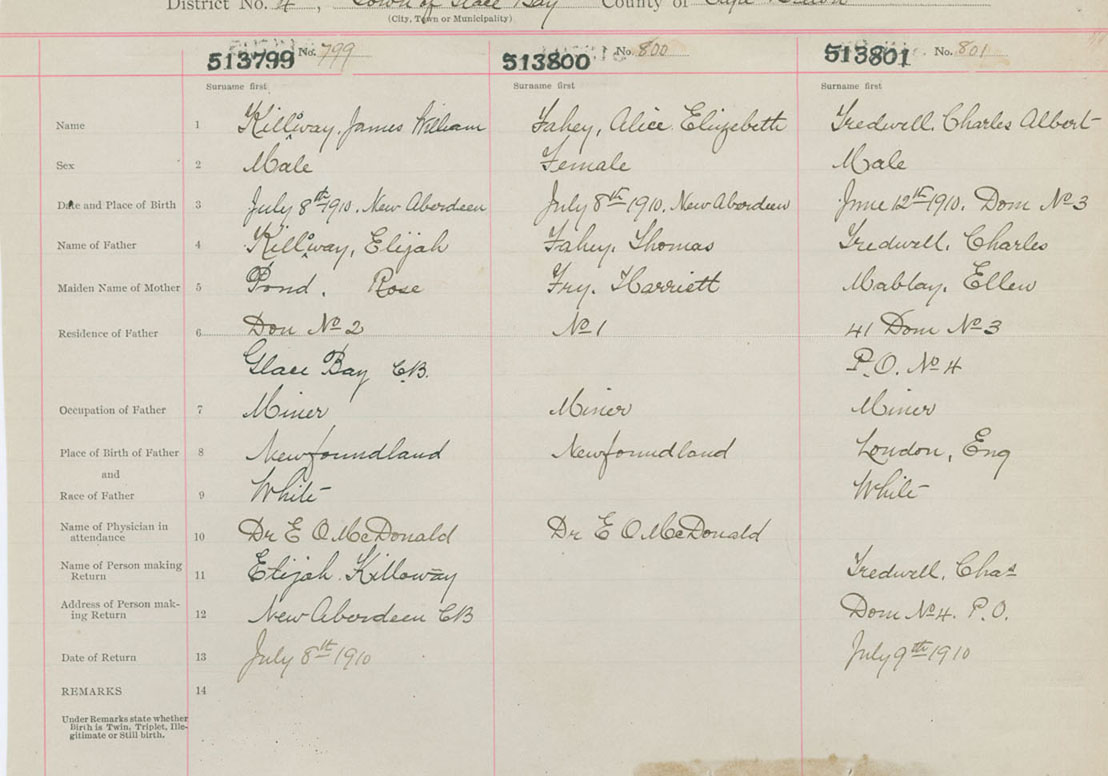 District No. 4, Town of Glace Bay County of Cape Breton
(City, Town or Municipality)
513799 No. 799 513800 No. 800 513801 No. 801
Surname first Surname first Surname first
Name 1 Killoway, James William Fahey, Alice Elizebeth Tredwell, Charles Albert
Sex 2 Male Female Male
Date and Place of Birth 3 July 8th 1910. New Aberdeen July 8th 1910. New Aberdeen June 12th 1910. Dom No 3
Name of Father 4 Killoway, Elijah Fahey, Thomas Tredwell, Charles
Maiden Name of Mother 5 Pond. Rose Fry. Harriett Mablay, Ellen
Residence of Father 6 Dom No 2 No 1 41 Dom No 3
Glace Bay C.B. P.O. No 4
Occupation of Father 7 Miner Miner Miner
Place of Birth of Father 8 Newfoundland Newfoundland London, Eng
and
Race of Father 9 White White
Name of Physician in
attendance 10 Dr E O McDonald Dr E O McDonald
Name of Person making
Return 11 Elijah Killoway Tredwell, Chas
Address of Person mak-
ing Return 12 New Aberdeen CB Dom No 4. P.O.
Date of Return 13 July 8th 1910 July 9th 1910
REMARKS 14
Under Remarks state whether
Birth is Twin, Triplet, Ille-
gitimate or Still birth.